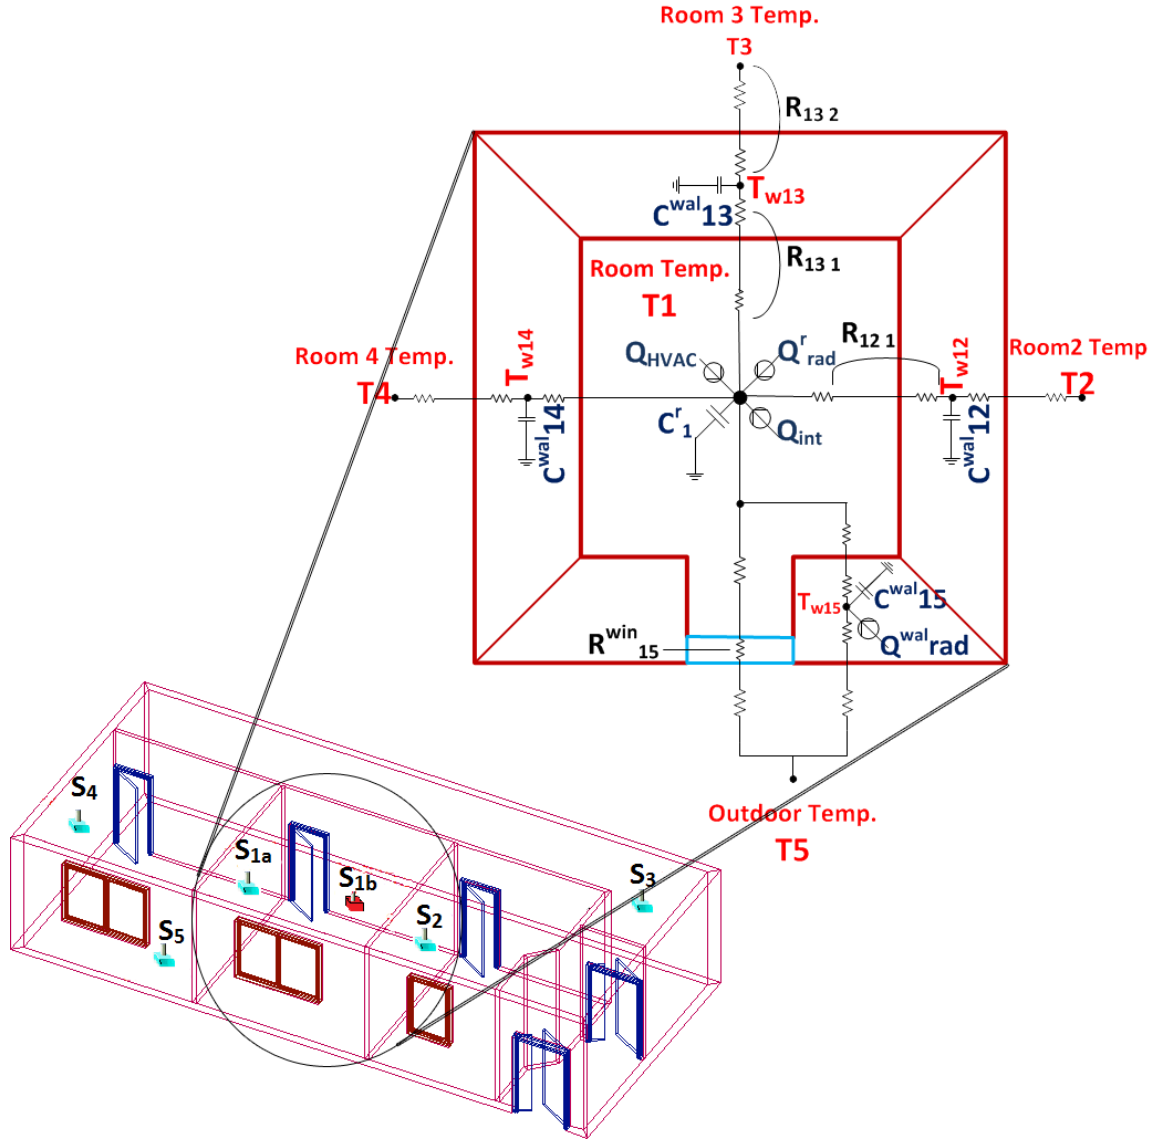 Room 3 Temp.
T3
R13 2
Tw13
Cwal13
R13 1
Room Temp.
T1
R12 1
QHVAC
Qrrad
Room 4 Temp.
Tw14
Tw12
Room2 Temp
T4
T2
Cr1
Qint
Cwal14
Cwal12
Tw15
Cwal15
Rwin15
Qwalrad
Outdoor Temp.
T5
S4
S1a
S1b
S3
S2
S5